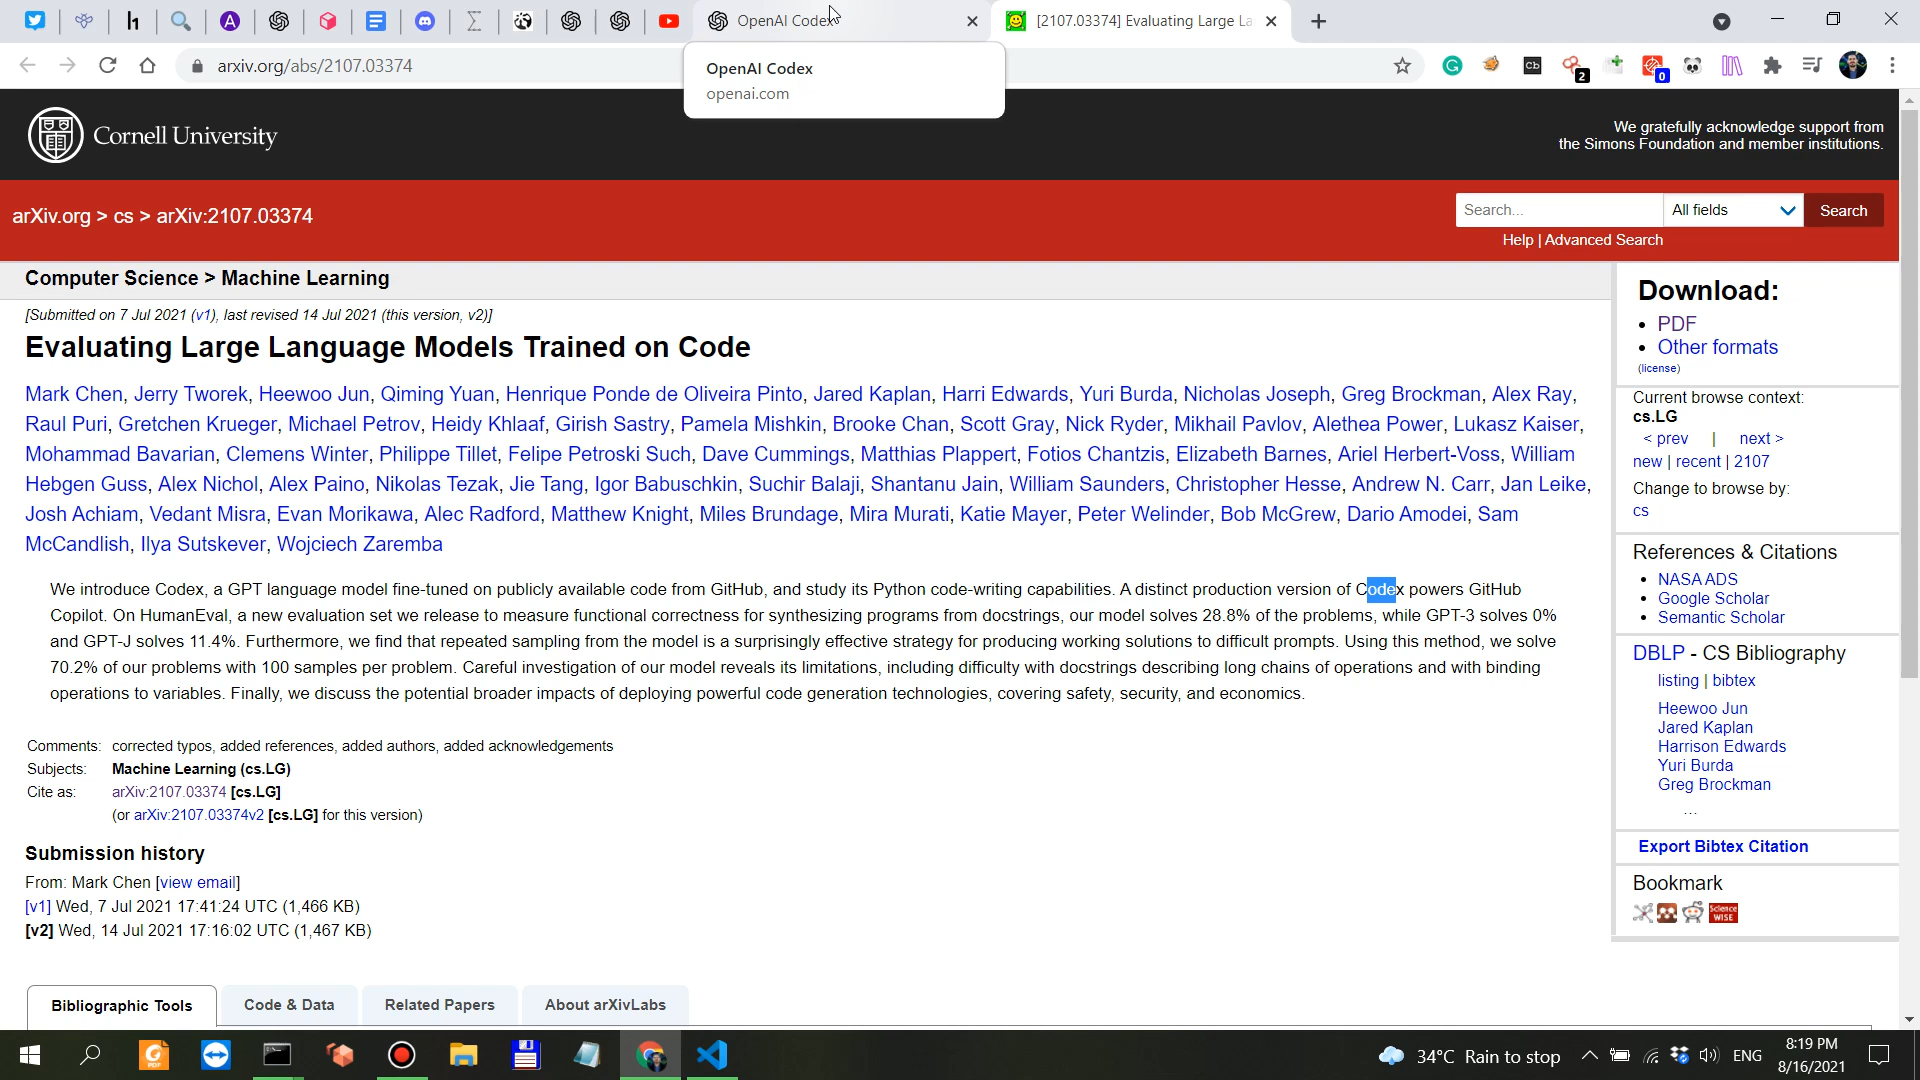 OpenAI Codex
[2107.03374] Evaluating Large La
arxiv.org/abs/2107.03374
OpenAI Codex
openai.com
2
0
Cornell University
We gratefully acknowledge support from
the Simons Foundation and member institutions.
arXiv.org > cs > arXiv:2107.03374
Search...
All fields
Search
Help | Advanced Search
Computer Science > Machine Learning
[Submitted on 7 Jul 2021 (v1), last revised 14 Jul 2021 (this version, v2)]
Evaluating Large Language Models Trained on Code
Mark Chen, Jerry Tworek, Heewoo Jun, Qiming Yuan, Henrique Ponde de Oliveira Pinto, Jared Kaplan, Harri Edwards, Yuri Burda, Nicholas Joseph, Greg Brockman, Alex Ray,
Raul Puri, Gretchen Krueger, Michael Petrov, Heidy Khlaaf, Girish Sastry, Pamela Mishkin, Brooke Chan, Scott Gray, Nick Ryder, Mikhail Pavlov, Alethea Power, Lukasz Kaiser,
Mohammad Bavarian, Clemens Winter, Philippe Tillet, Felipe Petroski Such, Dave Cummings, Matthias Plappert, Fotios Chantzis, Elizabeth Barnes, Ariel Herbert-Voss, William
Hebgen Guss, Alex Nichol, Alex Paino, Nikolas Tezak, Jie Tang, Igor Babuschkin, Suchir Balaji, Shantanu Jain, William Saunders, Christopher Hesse, Andrew N. Carr, Jan Leike,
Josh Achiam, Vedant Misra, Evan Morikawa, Alec Radford, Matthew Knight, Miles Brundage, Mira Murati, Katie Mayer, Peter Welinder, Bob McGrew, Dario Amodei, Sam
McCandlish, Ilya Sutskever, Wojciech Zaremba
We introduce Codex, a GPT language model fine-tuned on publicly available code from GitHub, and study its Python code-writing capabilities. A distinct production version of Codex powers GitHub
Copilot. On HumanEval, a new evaluation set we release to measure functional correctness for synthesizing programs from docstrings, our model solves 28.8% of the problems, while GPT-3 solves 0%
and GPT-J solves 11.4%. Furthermore, we find that repeated sampling from the model is a surprisingly effective strategy for producing working solutions to difficult prompts. Using this method, we solve
70.2% of our problems with 100 samples per problem. Careful investigation of our model reveals its limitations, including difficulty with docstrings describing long chains of operations and with binding
operations to variables. Finally, we discuss the potential broader impacts of deploying powerful code generation technologies, covering safety, security, and economics.
Comments: corrected typos, added references, added authors, added acknowledgements
Subjects: Machine Learning (cs.LG)
Cite as: arXiv:2107.03374 [cs.LG]
(or arXiv:2107.03374v2 [cs.LG] for this version)
Submission history
From: Mark Chen [view email]
[v1] Wed, 7 Jul 2021 17:41:24 UTC (1,466 KB)
[v2] Wed, 14 Jul 2021 17:16:02 UTC (1,467 KB)
Bibliographic Tools
Code & Data
Related Papers
About arXivLabs
Download:
• PDF
• Other formats
(license)
Current browse context:
cs.LG
< prev | next >
new | recent | 2107
Change to browse by:
cs
References & Citations
• NASA ADS
• Google Scholar
• Semantic Scholar
DBLP - CS Bibliography
listing | bibtex
Heewoo Jun
Jared Kaplan
Harrison Edwards
Yuri Burda
Greg Brockman
...
Export Bibtex Citation
Bookmark
Science
WISE
34°C Rain to stop
ENG
8:19 PM
8/16/2021